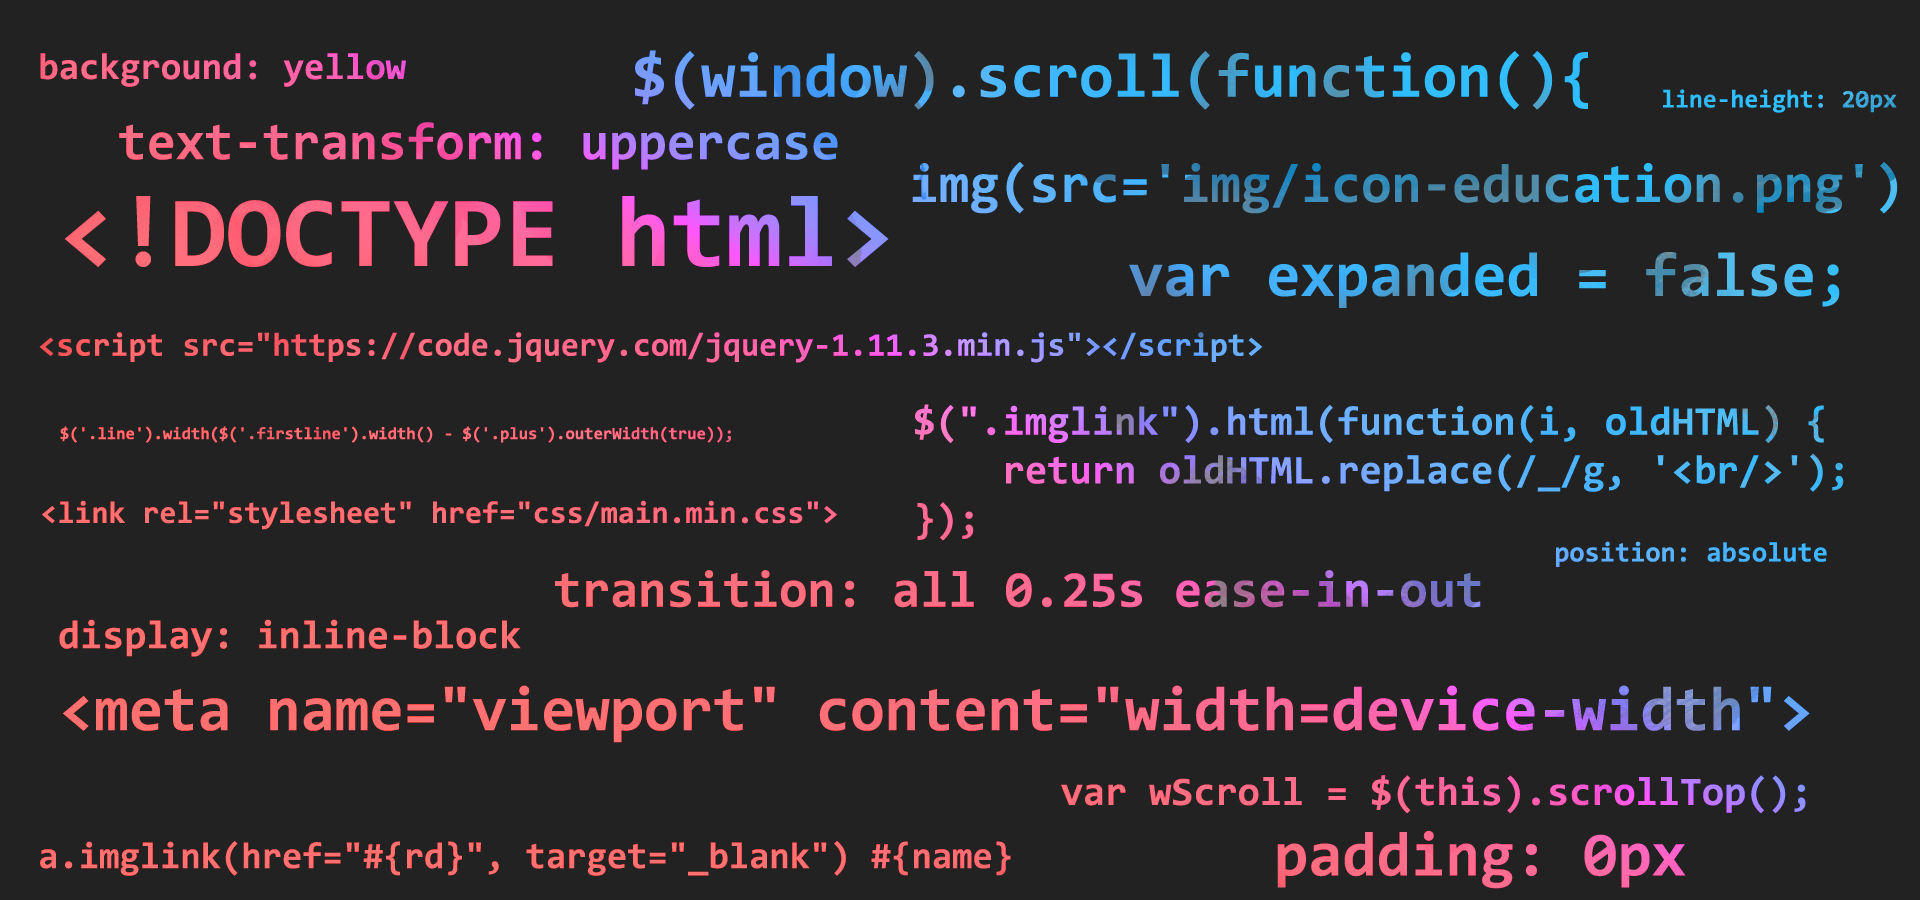 background: yellow
$(window).scroll(function(){
line-height: 20px
text-transform: uppercase
img(src='img/icon-education.png')
<!DOCTYPE html>
var expanded = false;
<script src="https://code.jquery.com/jquery-1.11.3.min.js"></script>
$('.line').width($('.firstline').width() - $('.plus').outerWidth(true));
$(".imglink").html(function(i, oldHTML) {
return oldHTML.replace(/_/g, '<br/>');
});
<link rel="stylesheet" href="css/main.min.css">
position: absolute
transition: all 0.25s ease-in-out
display: inline-block
<meta name="viewport" content="width=device-width">
var wScroll = $(this).scrollTop();
a.imglink(href="#{rd}", target="_blank") #{name}
padding: 0px